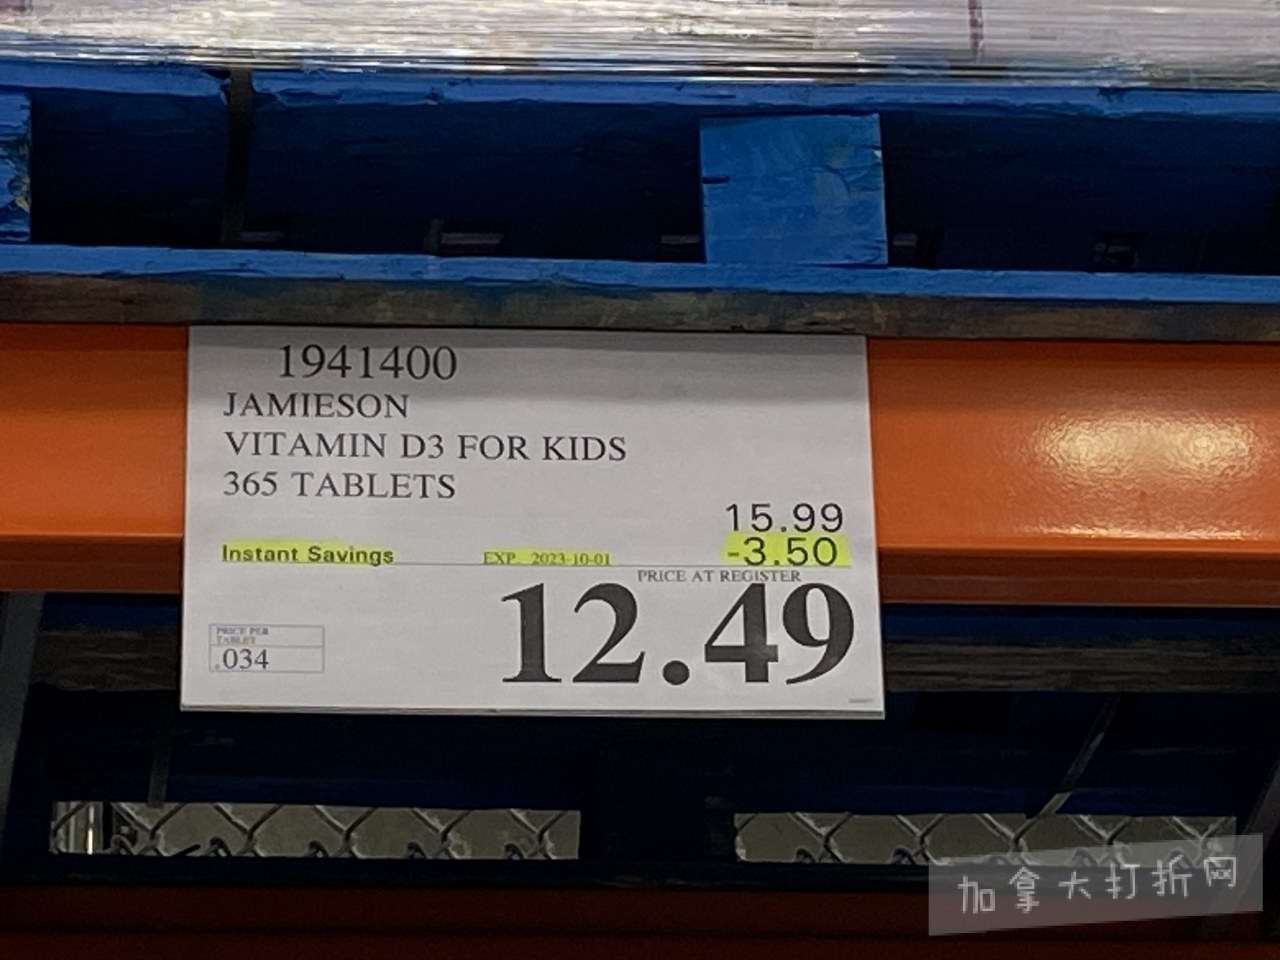 1941400
JAMIESON
VITAMIN D3 FOR KIDS
365 TABLETS
15.99
Instant Savings EXP. 2023-10-01 -3.50
PRICE AT REGISTER
12.49
PRICE PER
TABLET
.034
加拿大打折网